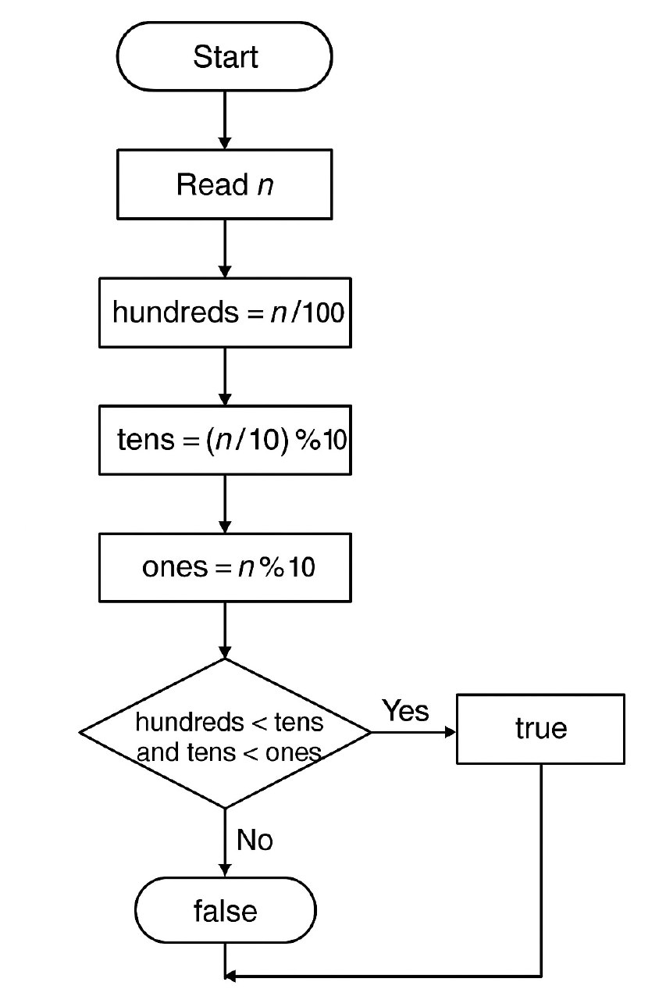 Start
Read n
hundreds = n/100
tens = (n/10) %10
ones = n%10
hundreds < tens
and tens < ones
Yes
true
No
false